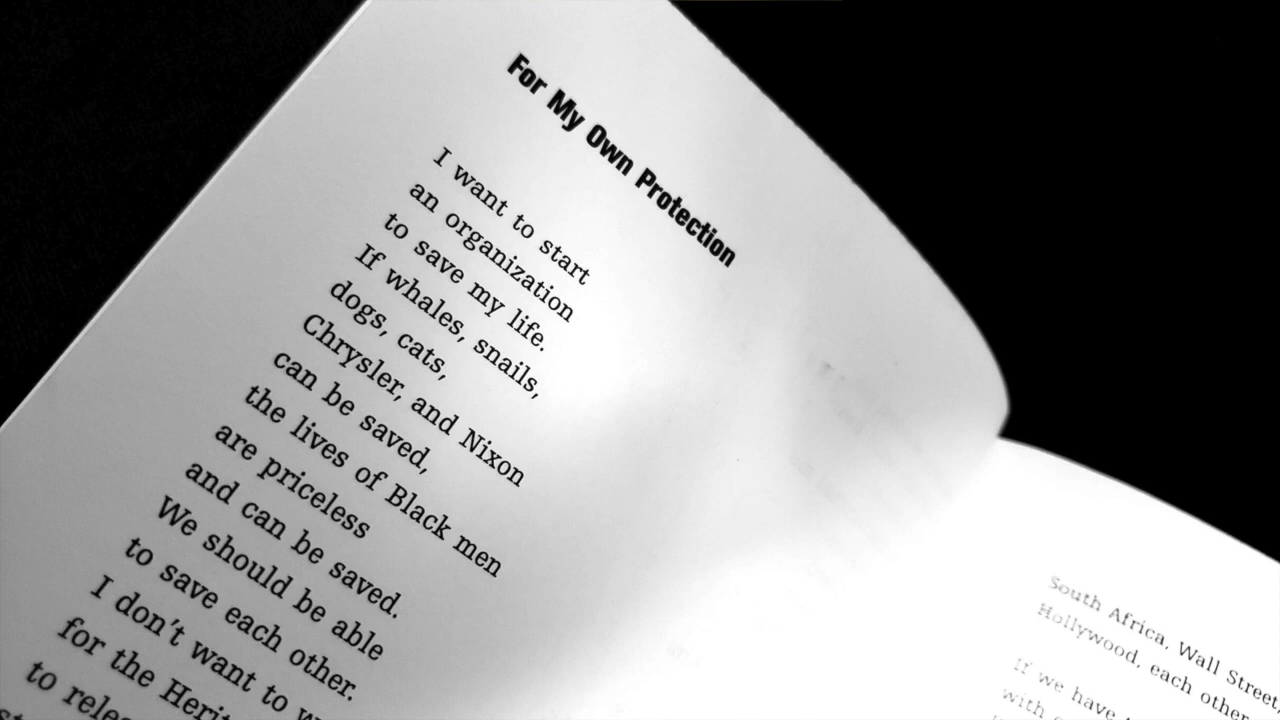 For My Own Protection
I want to start
an organization
to save my life.
If whales, snails,
dogs, cats,
Chrysler, and Nixon
can be saved,
the lives of Black men
are priceless
and can be saved.
We should be able
to save each other.
I don't want to
for the
to
South Africa, Wall Street,
Hollywood, each other
If we have
with